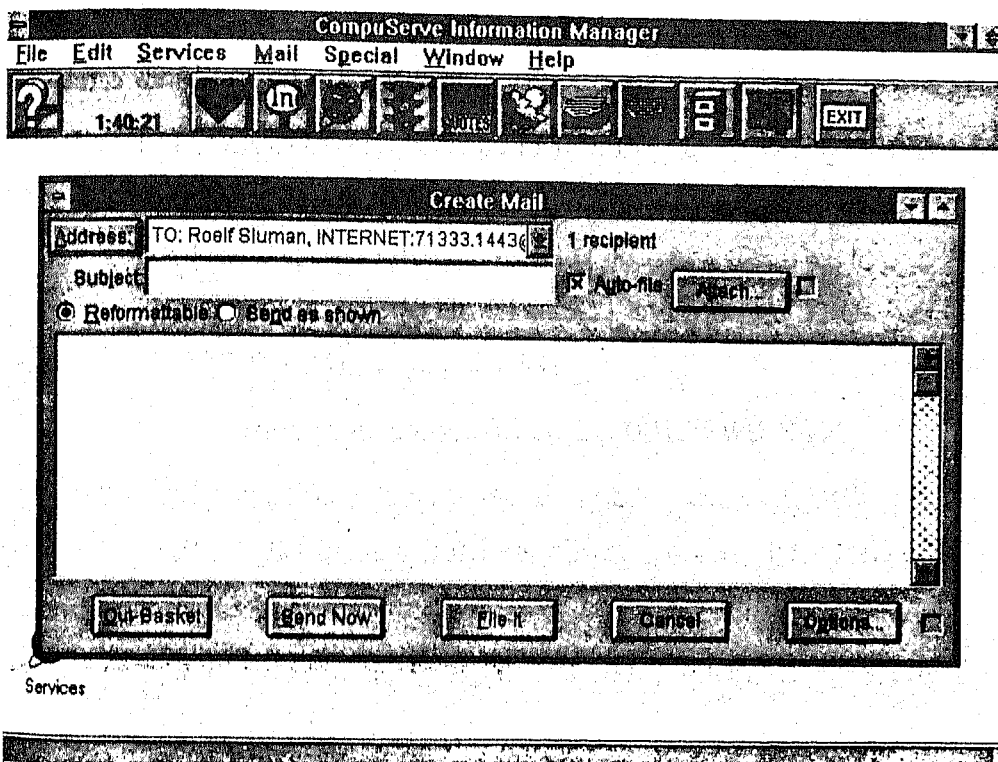 CompuServe Information Manager
File Edit Services Mail Special Window Help
? 1:40:21 In QUOTES EXIT
Create Mail
Address: TO: Roelf Sluman, INTERNET:71333.1443@ 1 recipient
Subject: Auto-file Attach...
Reformattable Send as shown
Out-Basket Send Now File It Cancel Options...
Services